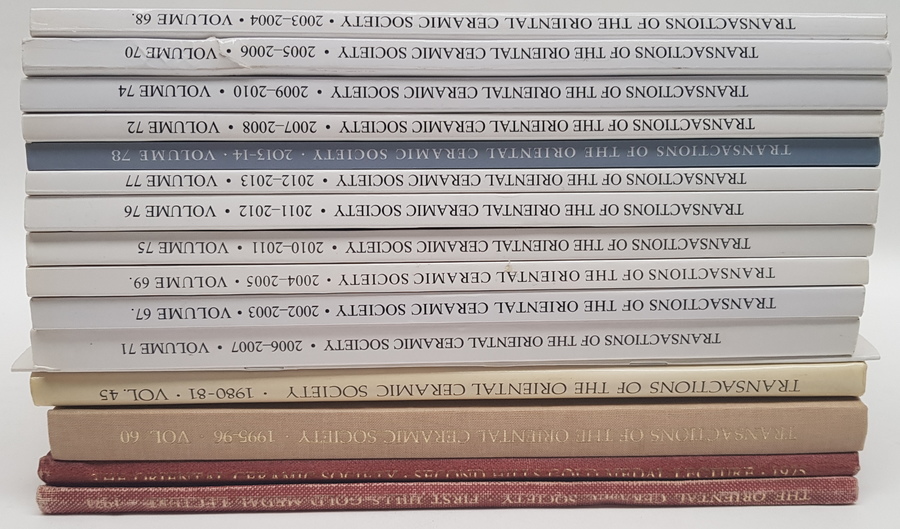 TRANSACTIONS OF THE ORIENTAL CERAMIC SOCIETY • 2003–2004 • VOLUME 68.
TRANSACTIONS OF THE ORIENTAL CERAMIC SOCIETY • 2005–2006 • VOLUME 70
TRANSACTIONS OF THE ORIENTAL CERAMIC SOCIETY • 2009–2010 • VOLUME 74
TRANSACTIONS OF THE ORIENTAL CERAMIC SOCIETY • 2007–2008 • VOLUME 72
TRANSACTIONS OF THE ORIENTAL CERAMIC SOCIETY · 2013-14 · VOLUME 78
TRANSACTIONS OF THE ORIENTAL CERAMIC SOCIETY • 2012–2013 • VOLUME 77
TRANSACTIONS OF THE ORIENTAL CERAMIC SOCIETY • 2011–2012 • VOLUME 76
TRANSACTIONS OF THE ORIENTAL CERAMIC SOCIETY • 2010–2011 • VOLUME 75
TRANSACTIONS OF THE ORIENTAL CERAMIC SOCIETY • 2004–2005 • VOLUME 69.
TRANSACTIONS OF THE ORIENTAL CERAMIC SOCIETY • 2002–2003 • VOLUME 67.
TRANSACTIONS OF THE ORIENTAL CERAMIC SOCIETY • 2006–2007 • VOLUME 71
TRANSACTIONS OF THE ORIENTAL CERAMIC SOCIETY · 1980-81 · VOL. 45
TRANSACTIONS OF THE ORIENTAL CERAMIC SOCIETY · 1995-96 · VOL. 60
THE ORIENTAL CERAMIC SOCIETY SECOND HILLS GOLD MEDAL LECTURE
THE ORIENTAL CERAMIC SOCIETY FIRST HILLS GOLD MEDAL LECTURE